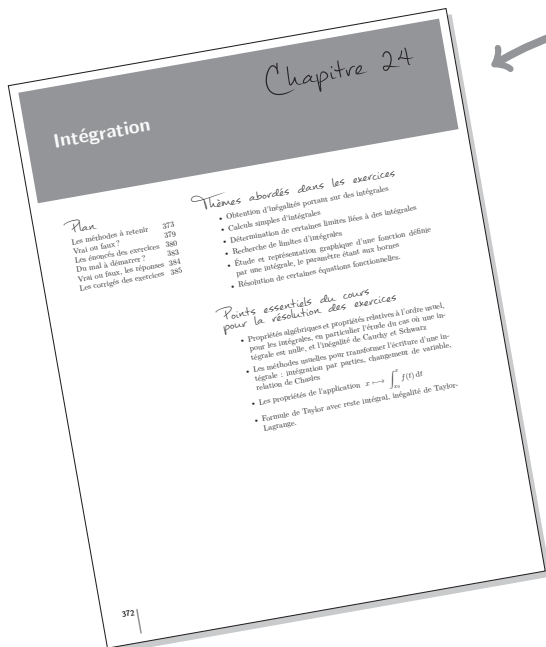 Chapitre 24
Intégration
Plan
Les méthodes à retenir 373
Vrai ou faux ? 379
Les énoncés des exercices 380
Du mal à démarrer ? 383
Vrai ou faux, les réponses 384
Les corrigés des exercices 385
Thèmes abordés dans les exercices
• Obtention d'inégalités portant sur des intégrales
• Calculs simples d'intégrales
• Détermination de certaines limites liées à des intégrales
• Recherche de limites d'intégrales
• Étude et représentation graphique d'une fonction définie
par une intégrale, le paramètre étant aux bornes
• Résolution de certaines équations fonctionnelles.
Points essentiels du cours
pour la résolution des exercices
• Propriétés algébriques et propriétés relatives à l'ordre usuel,
pour les intégrales, en particulier l'étude du cas où une in-
tégrale est nulle, et l'inégalité de Cauchy et Schwarz
• Les méthodes usuelles pour transformer l'écriture d'une in-
tégrale : intégration par parties, changement de variable,
relation de Chasles
• Les propriétés de l'application x ⟼ ∫_{x₀}^{x} f(t) dt
• Formule de Taylor avec reste intégral, inégalité de Taylor-
Lagrange.
372